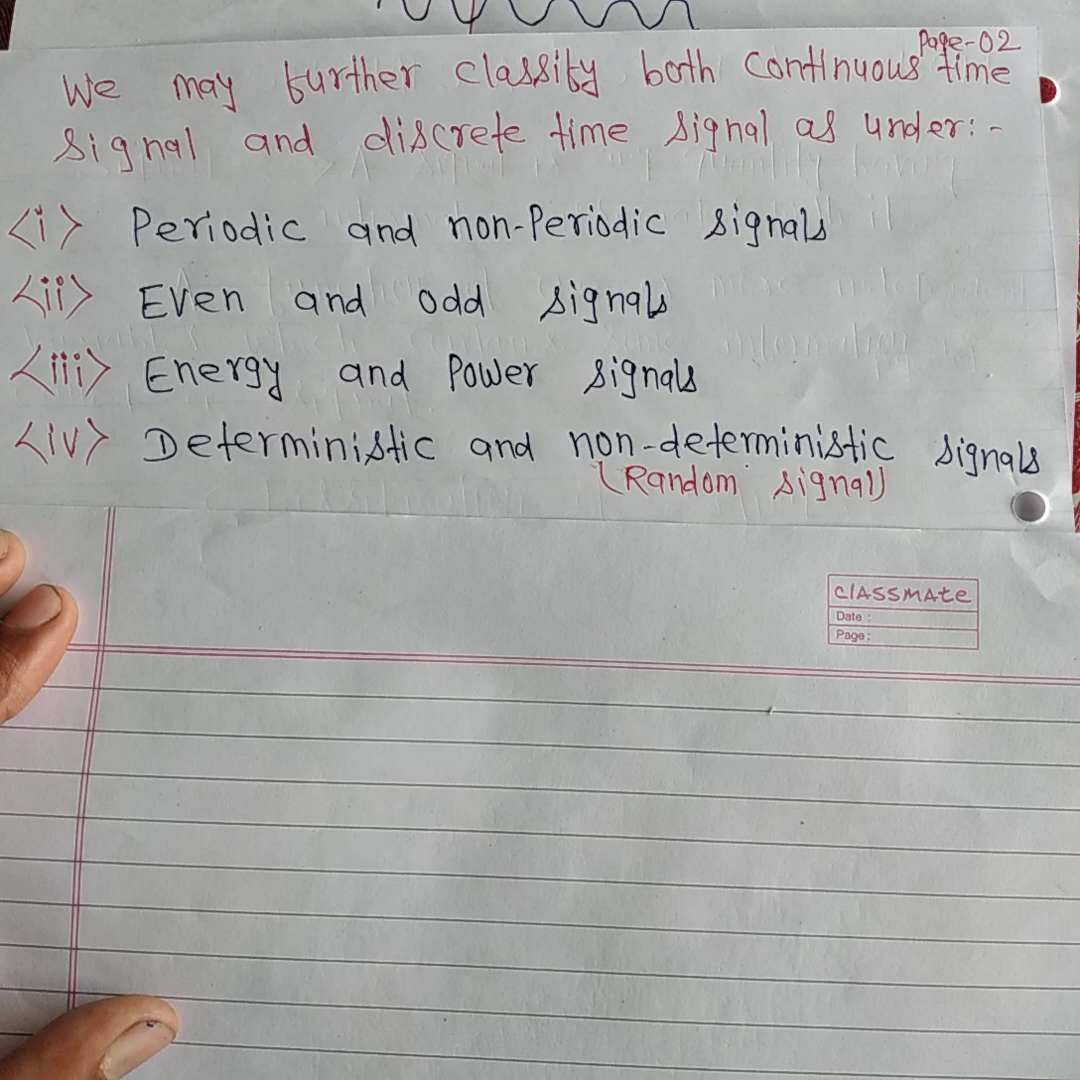 Page-02
We may further classify both continuous time
signal and discrete time signal as under:-
<i> Periodic and non-Periodic signals
<ii> Even and odd signals
<iii> Energy and Power signals
<iv> Deterministic and non-deterministic signals
(Random signal)
CLASSMATE
Date :
Page :